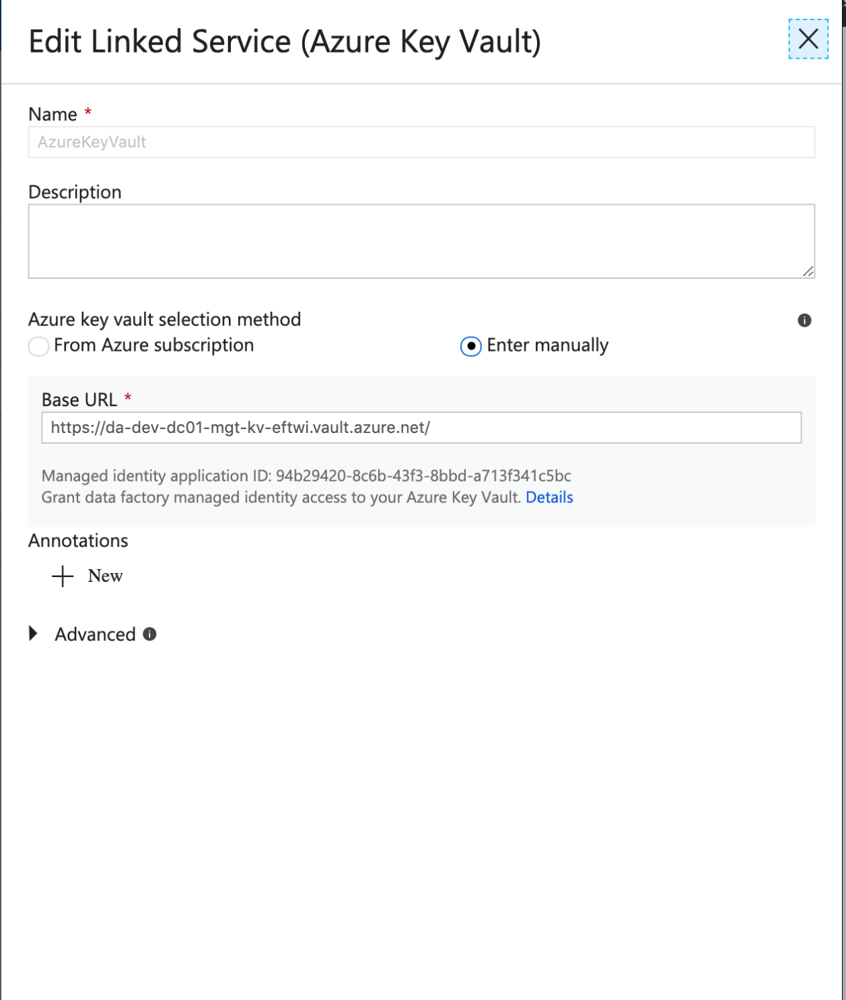 Edit Linked Service (Azure Key Vault)
Name *
AzureKeyVault
Description
Azure key vault selection method
From Azure subscription
Enter manually
Base URL *
https://da-dev-dc01-mgt-kv-eftwi.vault.azure.net/
Managed identity application ID: 94b29420-8c6b-43f3-8bbd-a713f341c5bc
Grant data factory managed identity access to your Azure Key Vault. Details
Annotations
New
Advanced